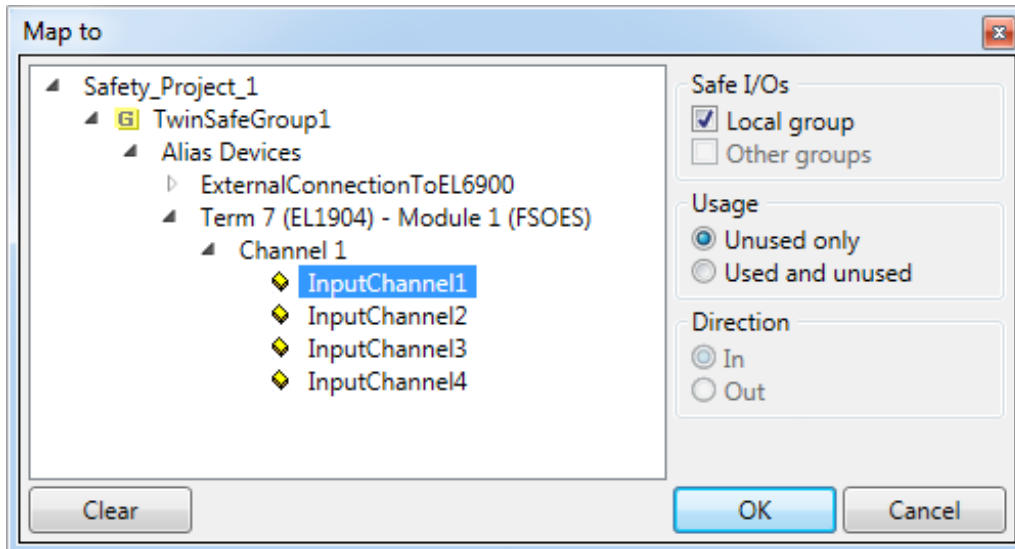 Map to
Safety_Project_1
G TwinSafeGroup1
Alias Devices
ExternalConnectionToEL6900
Term 7 (EL1904) - Module 1 (FSOES)
Channel 1
InputChannel1
InputChannel2
InputChannel3
InputChannel4
Safe I/Os
Local group
Other groups
Usage
Unused only
Used and unused
Direction
In
Out
Clear
OK
Cancel